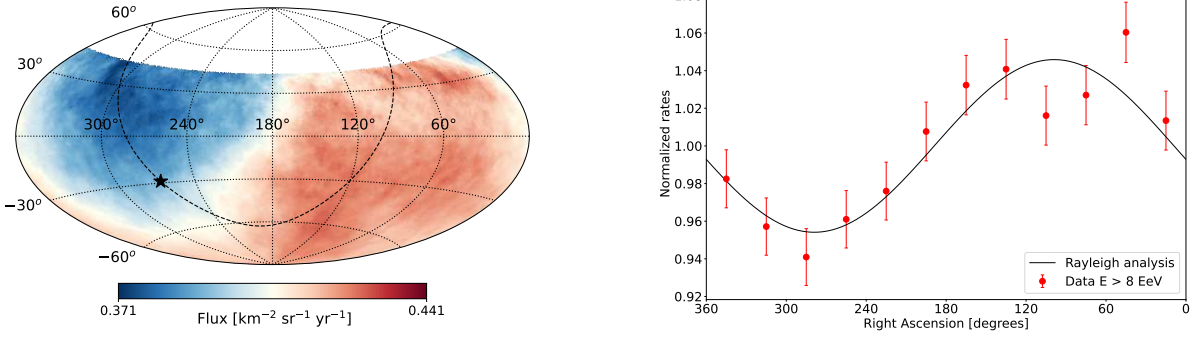 60°
30°
300° 240° 180° 120° 60°
−30°
−60°
0.371 0.441
Flux [km⁻² sr⁻¹ yr⁻¹]
1.06
1.04
1.02
1.00
0.98
0.96
0.94
0.92
Normalized rates
Rayleigh analysis
Data E > 8 EeV
360 300 240 180 120 60 0
Right Ascension [degrees]